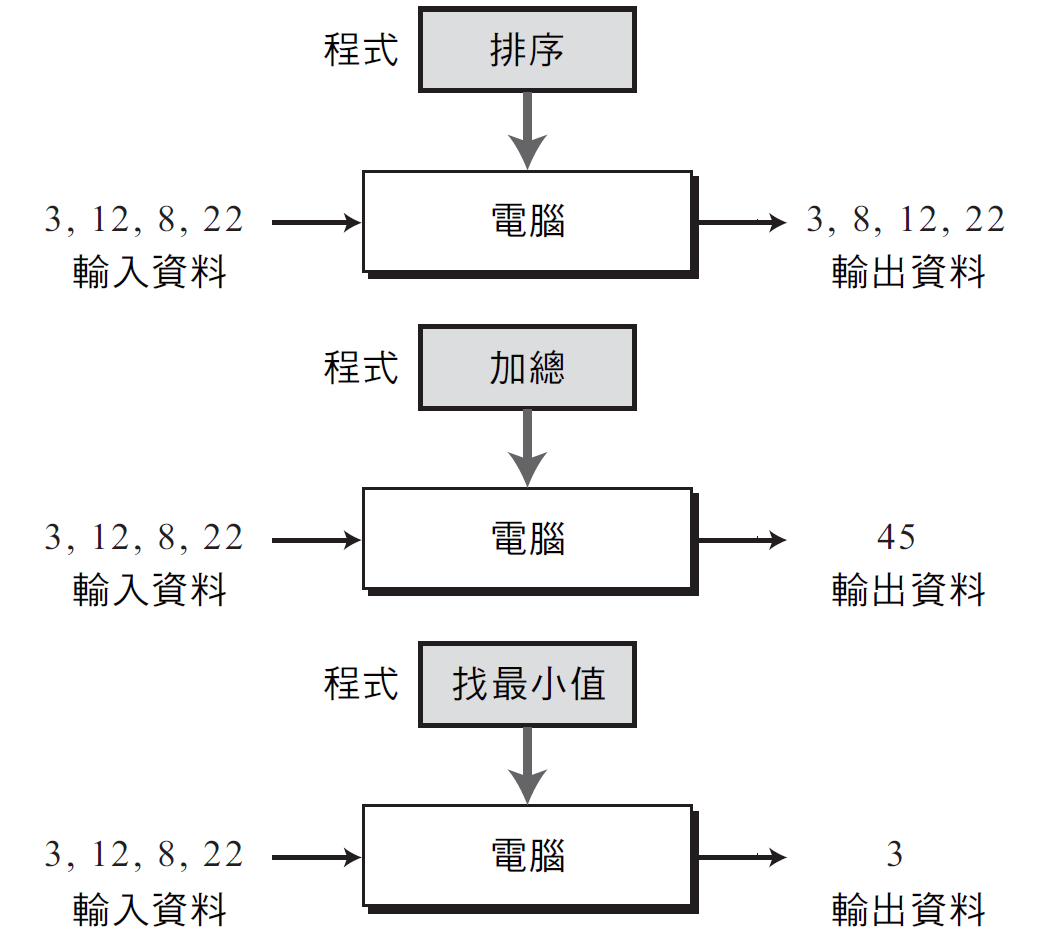 程式 排序
電腦
3, 12, 8, 22
輸入資料
3, 8, 12, 22
輸出資料
程式 加總
電腦
3, 12, 8, 22
輸入資料
45
輸出資料
程式 找最小值
電腦
3, 12, 8, 22
輸入資料
3
輸出資料